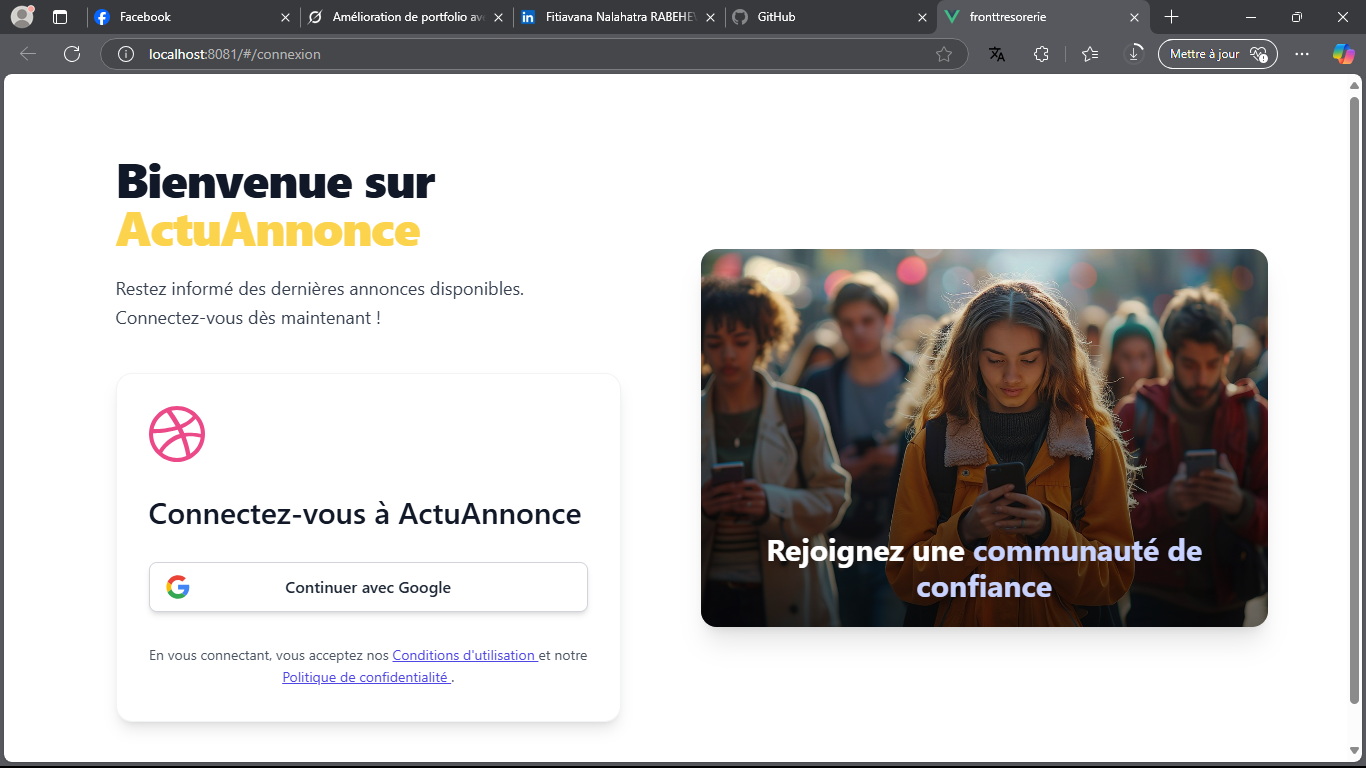 Facebook
Amélioration de portfolio av
Fitiavana Nalahatra RABEHEV
GitHub
fronttresorerie
localhost:8081/#/connexion
Mettre à jour
Bienvenue sur
ActuAnnonce
Restez informé des dernières annonces disponibles.
Connectez-vous dès maintenant !
Connectez-vous à ActuAnnonce
Continuer avec Google
En vous connectant, vous acceptez nos Conditions d'utilisation et notre
Politique de confidentialité .
Rejoignez une communauté de
confiance